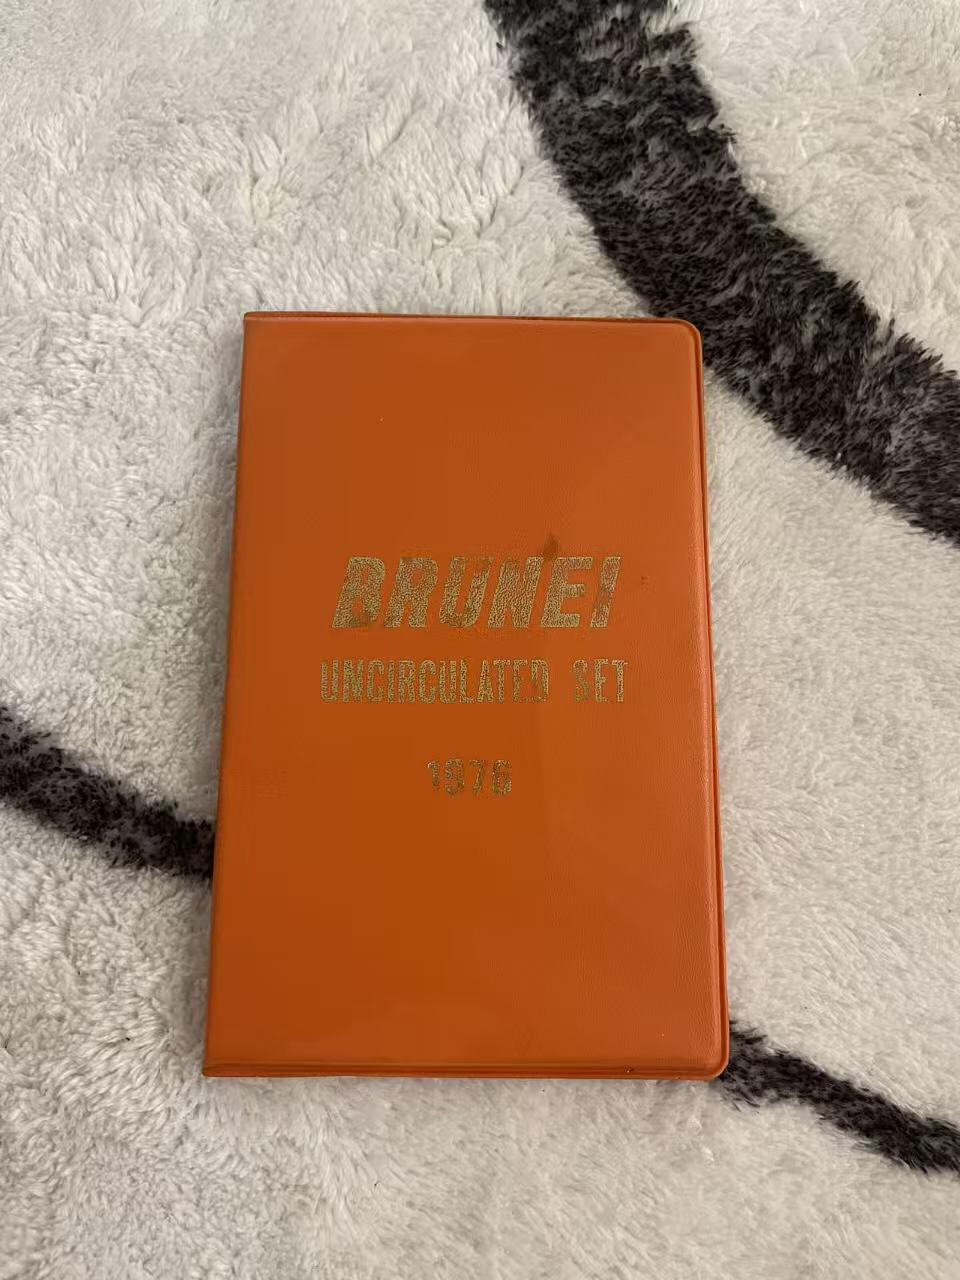 BRUNEI
UNCIRCULATED SET
1976